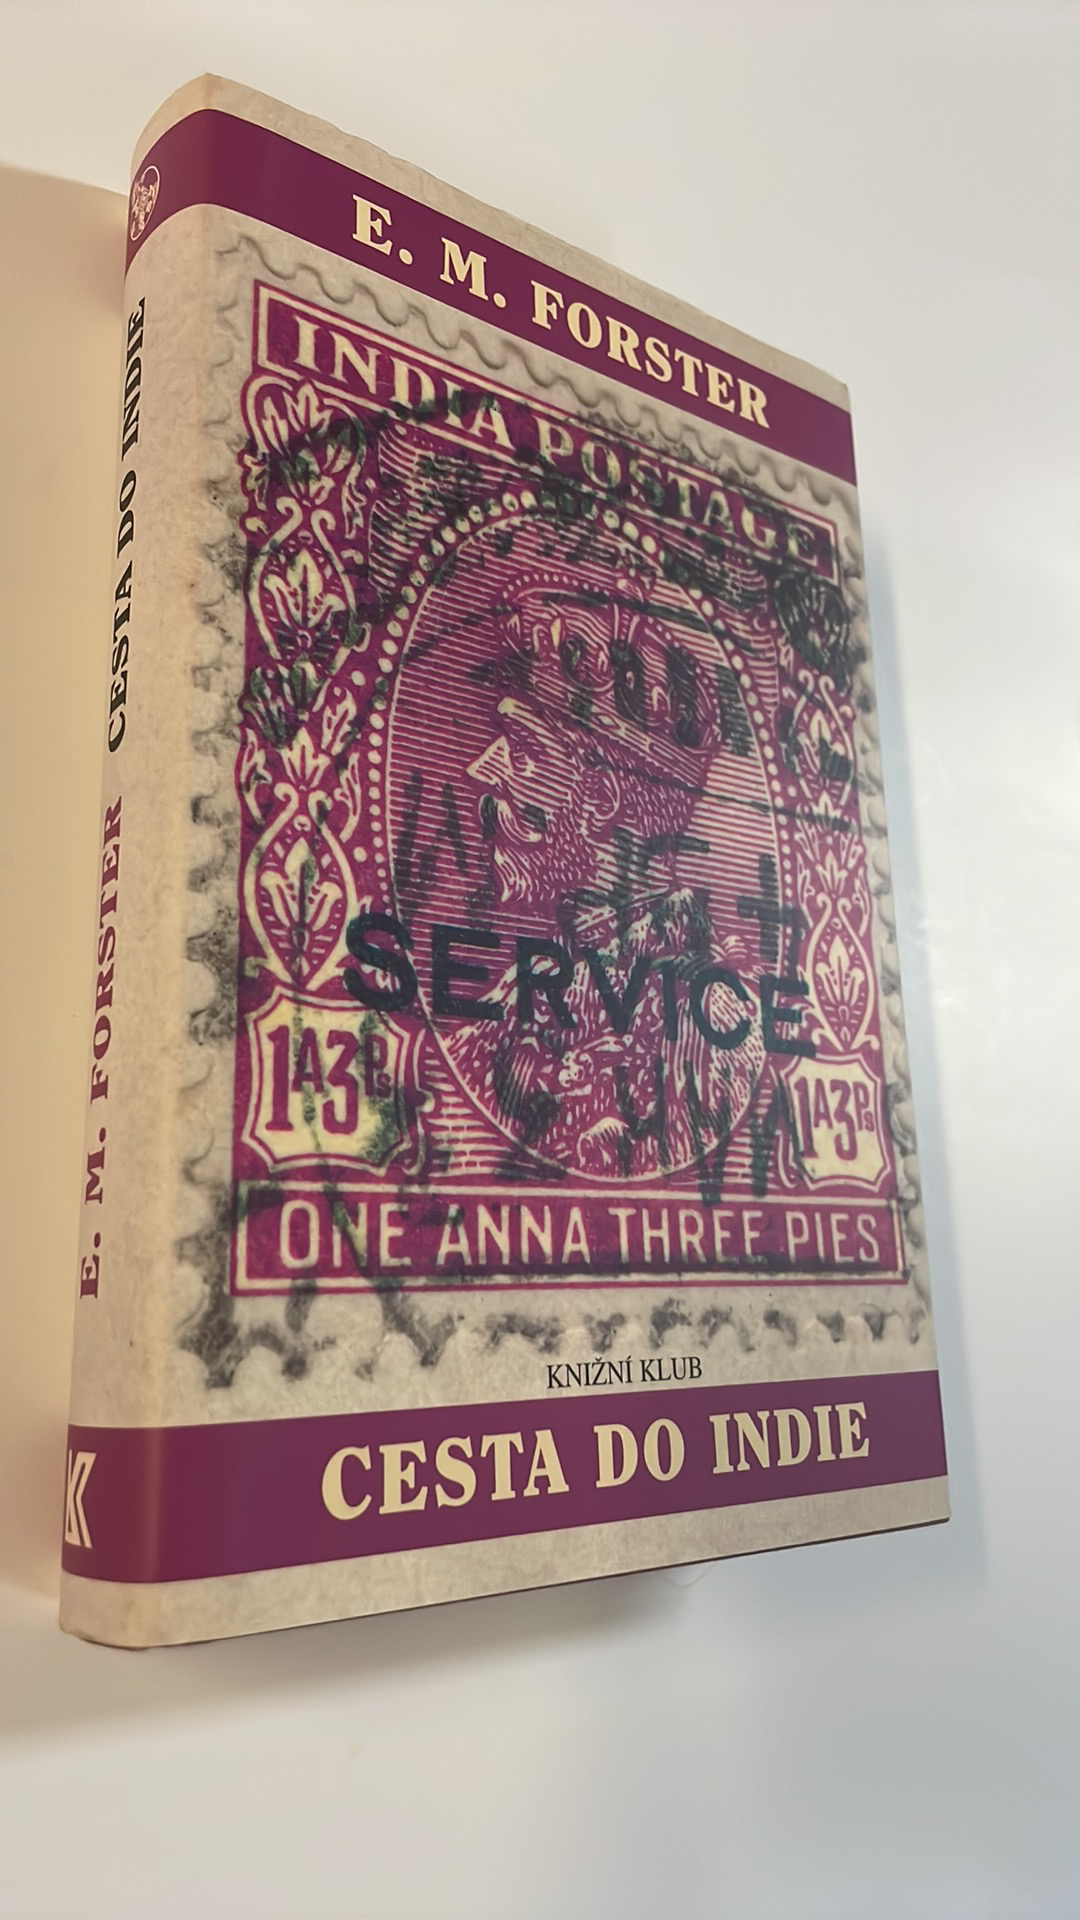 E. M. FORSTER
INDIA POSTAGE
SERVICE
1A3Ps
1A3Ps
ONE ANNA THREE PIES
KNIŽNÍ KLUB
CESTA DO INDIE
E. M. FORSTER CESTA DO INDIE